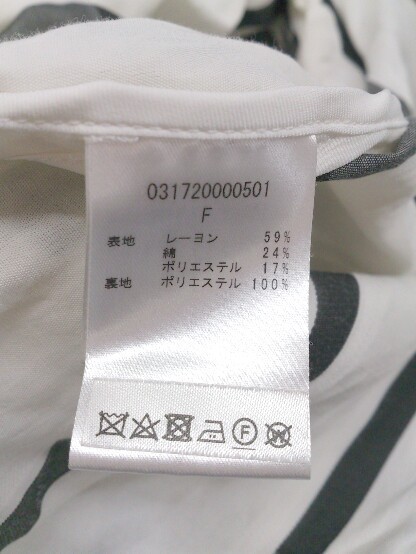 031720000501
F
表地 レーヨン 59%
綿 24%
ポリエステル 17%
裏地 ポリエステル 100%